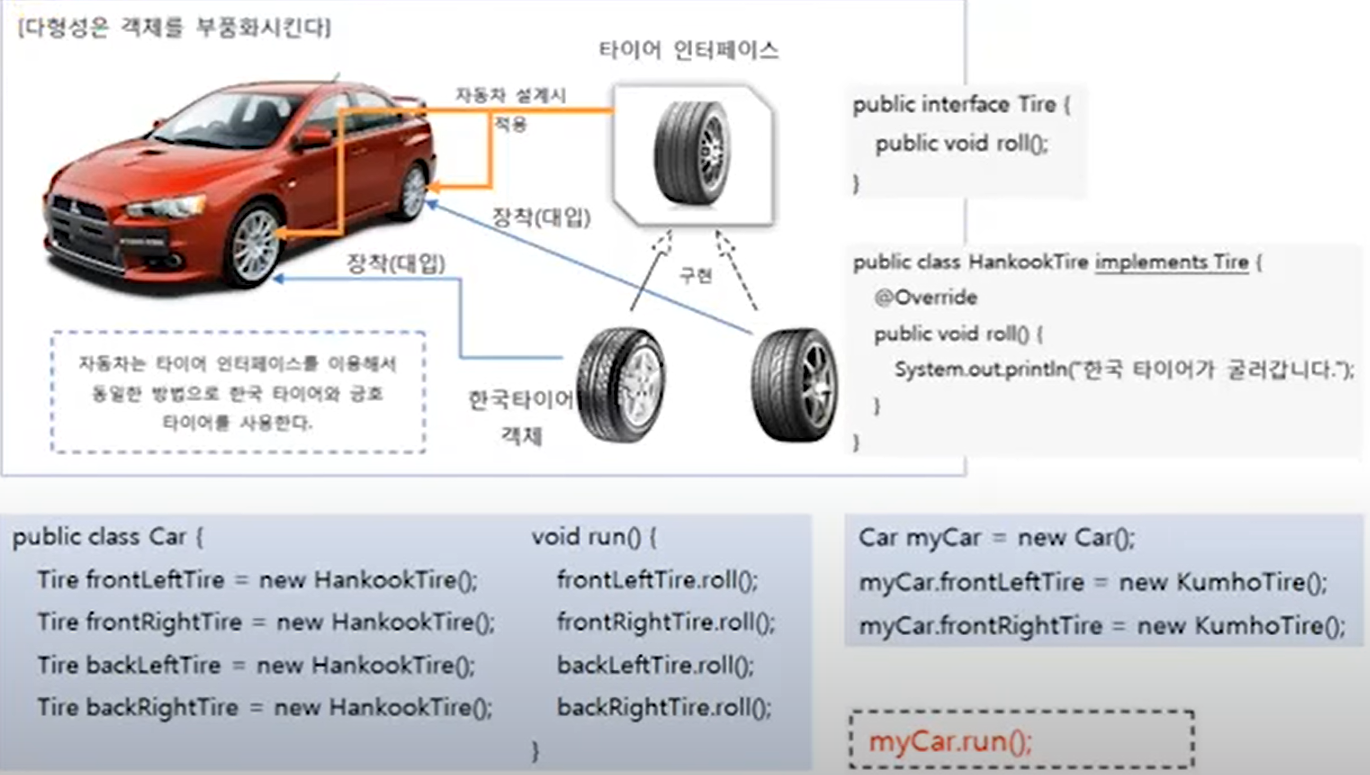 [다형성은 객체를 부품화시킨다]
타이어 인터페이스
자동차 설계시
적용
장착(대입)
장착(대입)
구현
자동차는 타이어 인터페이스를 이용해서
동일한 방법으로 한국 타이어와 금호
타이어를 사용한다.
한국타이어
객체
public interface Tire {
public void roll();
}
public class HankookTire implements Tire {
@Override
public void roll() {
System.out.println("한국 타이어가 굴러갑니다.");
}
}
public class Car {
Tire frontLeftTire = new HankookTire();
Tire frontRightTire = new HankookTire();
Tire backLeftTire = new HankookTire();
Tire backRightTire = new HankookTire();
void run() {
frontLeftTire.roll();
frontRightTire.roll();
backLeftTire.roll();
backRightTire.roll();
}
Car myCar = new Car();
myCar.frontLeftTire = new KumhoTire();
myCar.frontRightTire = new KumhoTire();
myCar.run();